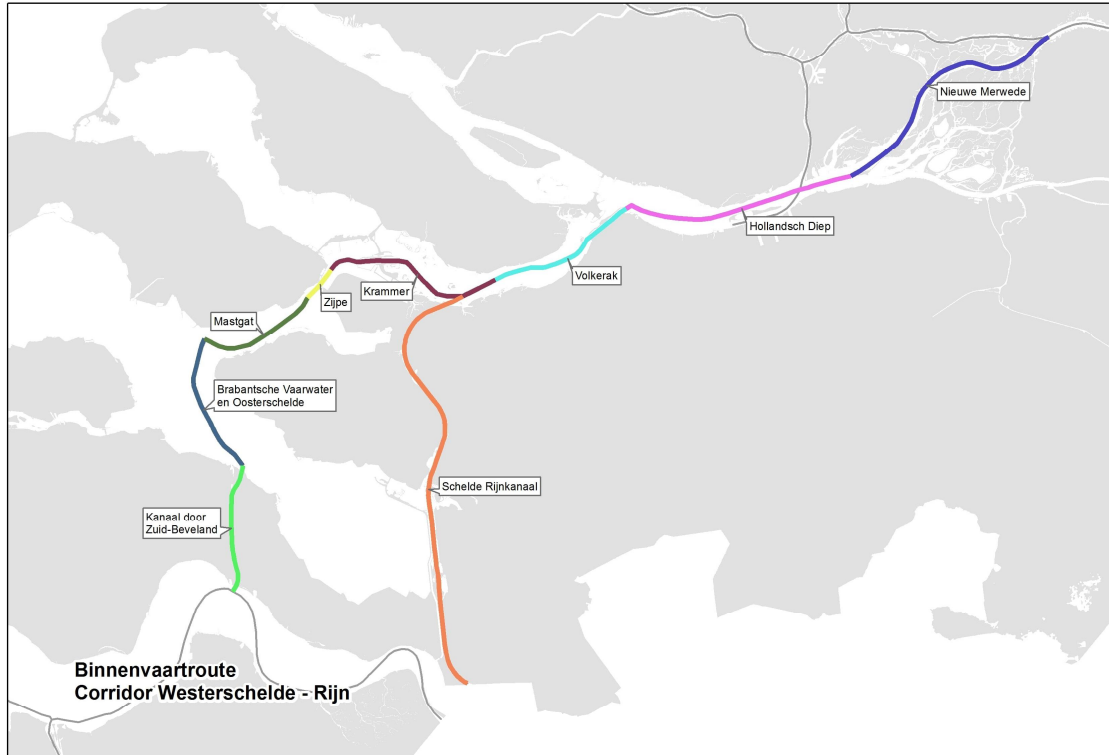 Nieuwe Merwede
Hollandsch Diep
Volkerak
Krammer
Zijpe
Mastgat
Brabantsche Vaarwater
en Oosterschelde
Schelde Rijnkanaal
Kanaal door
Zuid-Beveland
Binnenvaartroute
Corridor Westerschelde - Rijn